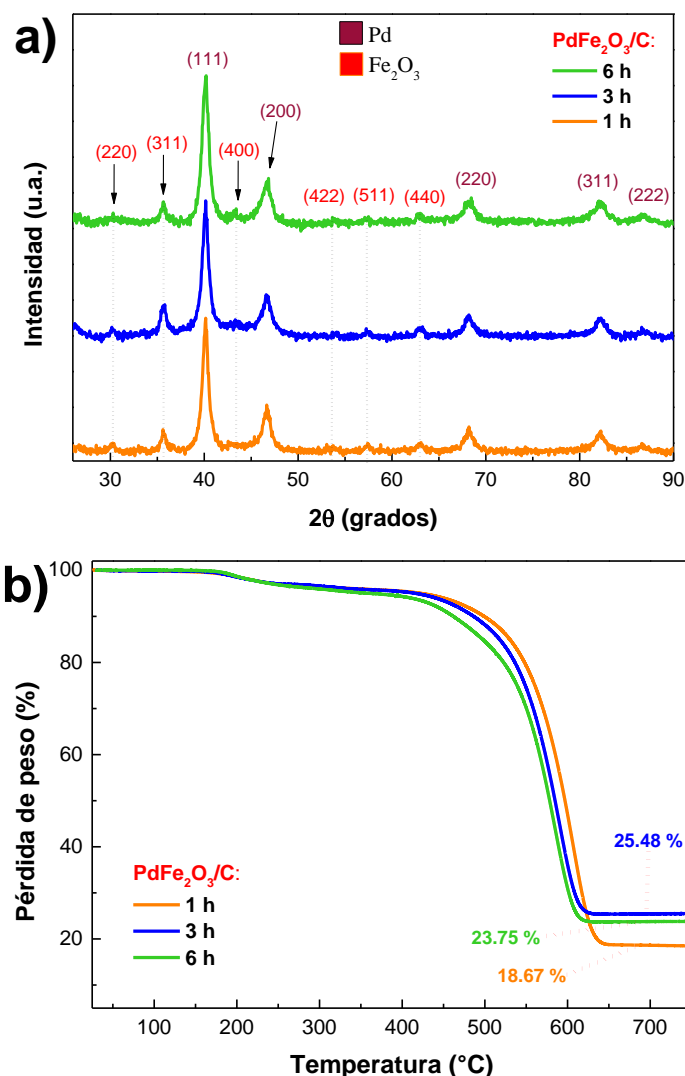 a)
Pd
Fe₂O₃
PdFe₂O₃/C:
6 h
3 h
1 h
(111)
(200)
(311)
(400)
(220)
(422)
(511)
(440)
(220)
(311)
(222)
Intensidad (u.a.)
30 40 50 60 70 80 90
2θ (grados)
b)
100
80
60
40
20
Pérdida de peso (%)
25.48 %
PdFe₂O₃/C:
1 h
3 h
6 h
23.75 %
18.67 %
100 200 300 400 500 600 700
Temperatura (°C)